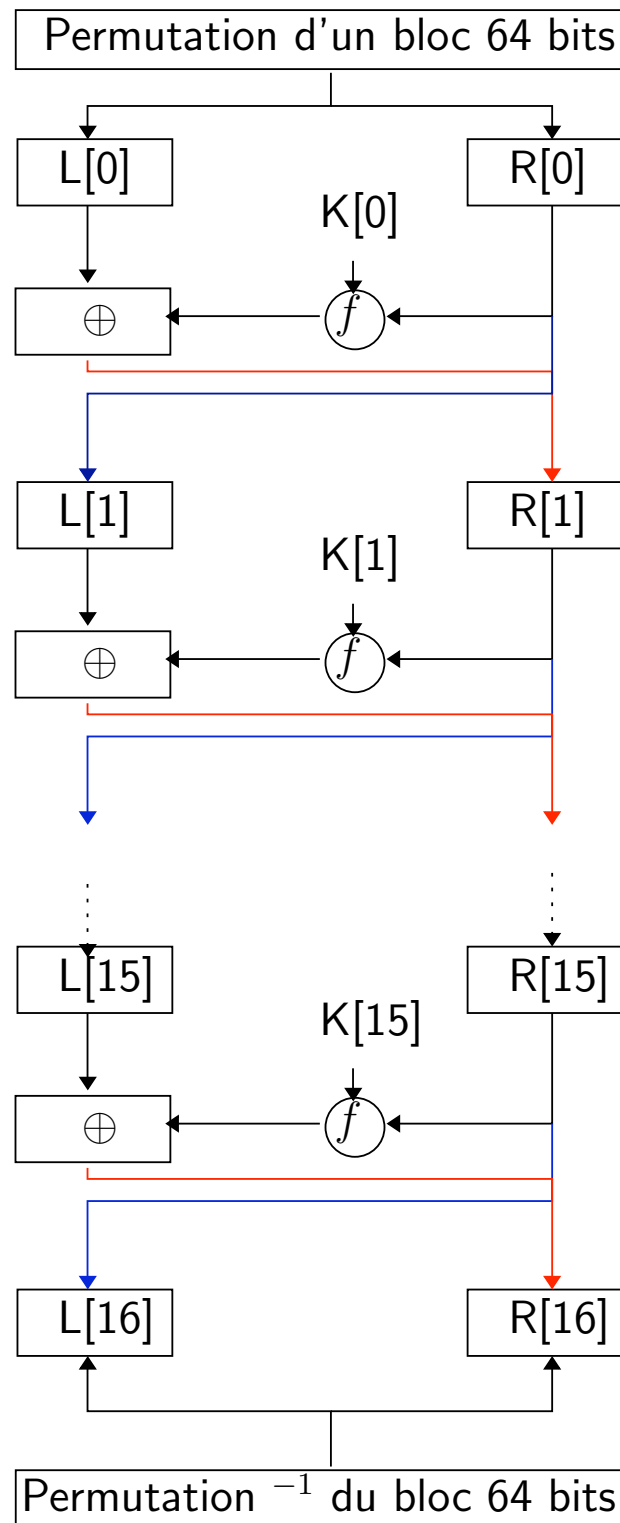 Permutation d'un bloc 64 bits
L[0] R[0]
K[0]
⊕ f
L[1] R[1]
K[1]
⊕ f
L[15] R[15]
K[15]
⊕ f
L[16] R[16]
Permutation ⁻¹ du bloc 64 bits